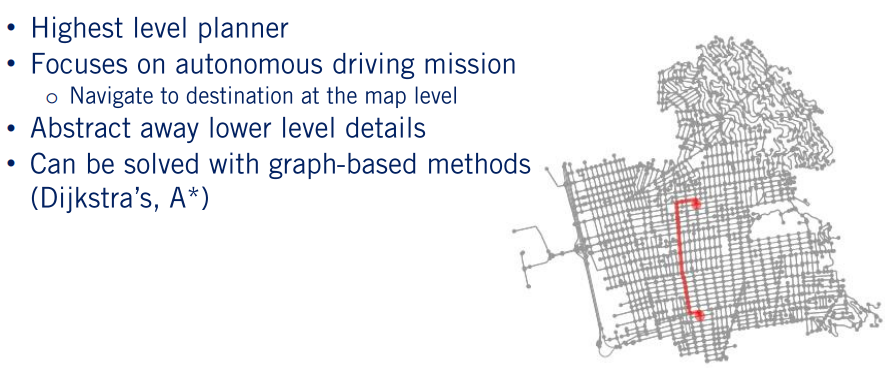 • Highest level planner
• Focuses on autonomous driving mission
o Navigate to destination at the map level
• Abstract away lower level details
• Can be solved with graph-based methods
(Dijkstra’s, A*)